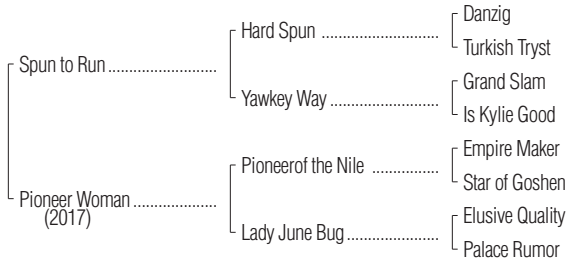 Danzig
Hard Spun ......................
Turkish Tryst
Spun to Run ....................
Grand Slam
Yawkey Way ....................
Is Kylie Good
Empire Maker
Pioneerof the Nile .............
Star of Goshen
Pioneer Woman ...............
(2017)
Elusive Quality
Lady June Bug .................
Palace Rumor